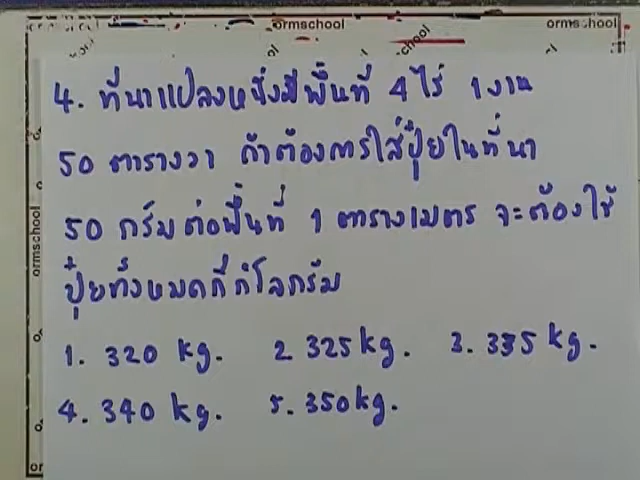 ormschool ormschool
ormschool
4. ที่นาแปลงหนึ่งมีพื้นที่ 4 ไร่ 1 งาน
50 ตารางวา ถ้าต้องการใส่ปุ๋ยในที่นา
50 กรัมต่อพื้นที่ 1 ตารางเมตร จะต้องใช้
ปุ๋ยทั้งหมดกี่กิโลกรัม
1. 320 kg. 2 325 kg. 3. 335 kg.
4. 340 kg. 5. 350 kg.
ormschool